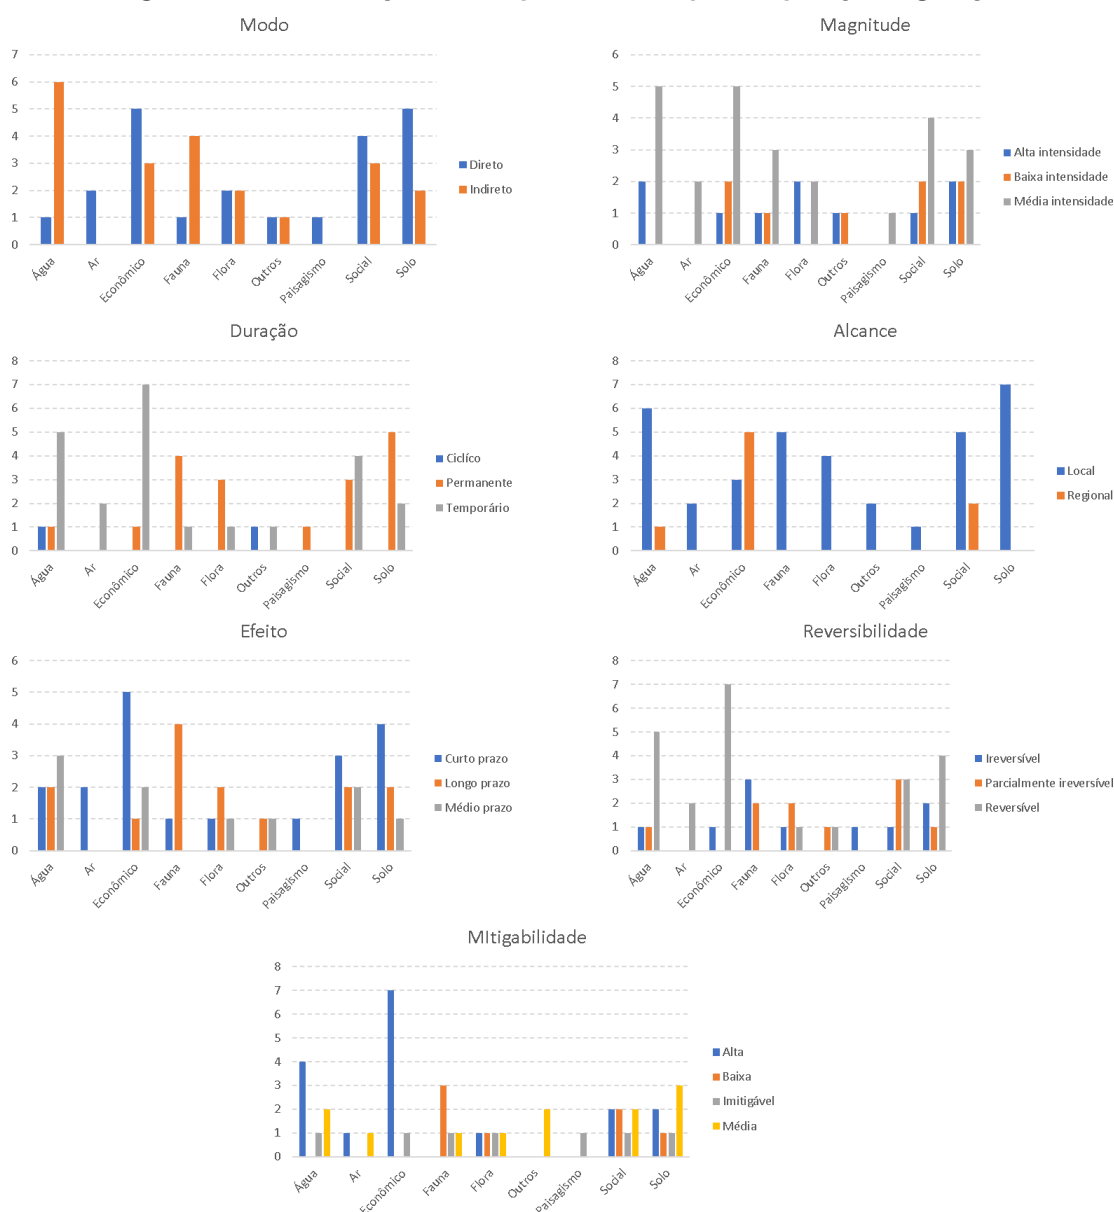 Modo
7
6
5
4
3
2
1
0
Água
Ar
Econômico
Fauna
Flora
Outros
Paisagismo
Social
Solo
Direto
Indireto
Magnitude
6
5
4
3
2
1
0
Água
Ar
Econômico
Fauna
Flora
Outros
Paisagismo
Social
Solo
Alta intensidade
Baixa intensidade
Média intensidade
Duração
8
7
6
5
4
3
2
1
0
Água
Ar
Econômico
Fauna
Flora
Outros
Paisagismo
Social
Solo
Ciclíco
Permanente
Temporário
Alcance
8
7
6
5
4
3
2
1
0
Água
Ar
Econômico
Fauna
Flora
Outros
Paisagismo
Social
Solo
Local
Regional
Efeito
6
5
4
3
2
1
0
Água
Ar
Econômico
Fauna
Flora
Outros
Paisagismo
Social
Solo
Curto prazo
Longo prazo
Médio prazo
Reversibilidade
8
7
6
5
4
3
2
1
0
Água
Ar
Econômico
Fauna
Flora
Outros
Paisagismo
Social
Solo
Ireversível
Parcialmente ireversível
Reversível
MItigabilidade
8
7
6
5
4
3
2
1
0
Água
Ar
Econômico
Fauna
Flora
Outros
Paisagismo
Social
Solo
Alta
Baixa
Imitigável
Média